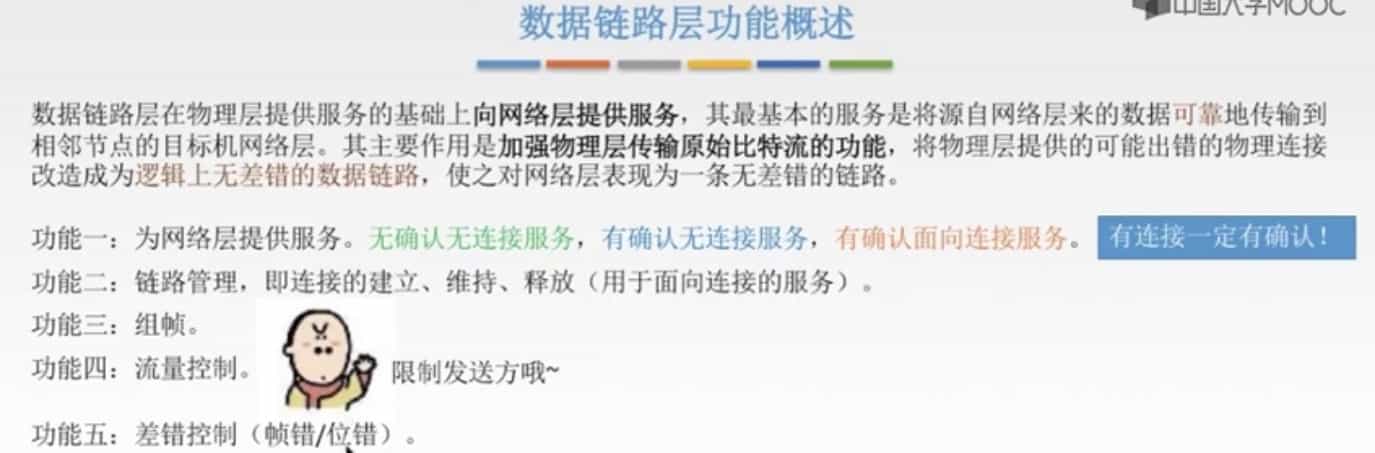 中国大学MOOC
数据链路层功能概述
数据链路层在物理层提供服务的基础上向网络层提供服务，其最基本的服务是将源自网络层来的数据可靠地传输到
相邻节点的目标机网络层。其主要作用是加强物理层传输原始比特流的功能，将物理层提供的可能出错的物理连接
改造成为逻辑上无差错的数据链路，使之对网络层表现为一条无差错的链路。
功能一：为网络层提供服务。无确认无连接服务，有确认无连接服务，有确认面向连接服务。 有连接一定有确认！
功能二：链路管理，即连接的建立、维持、释放（用于面向连接的服务）。
功能三：组帧。
功能四：流量控制。 限制发送方哦~
功能五：差错控制（帧错/位错）。